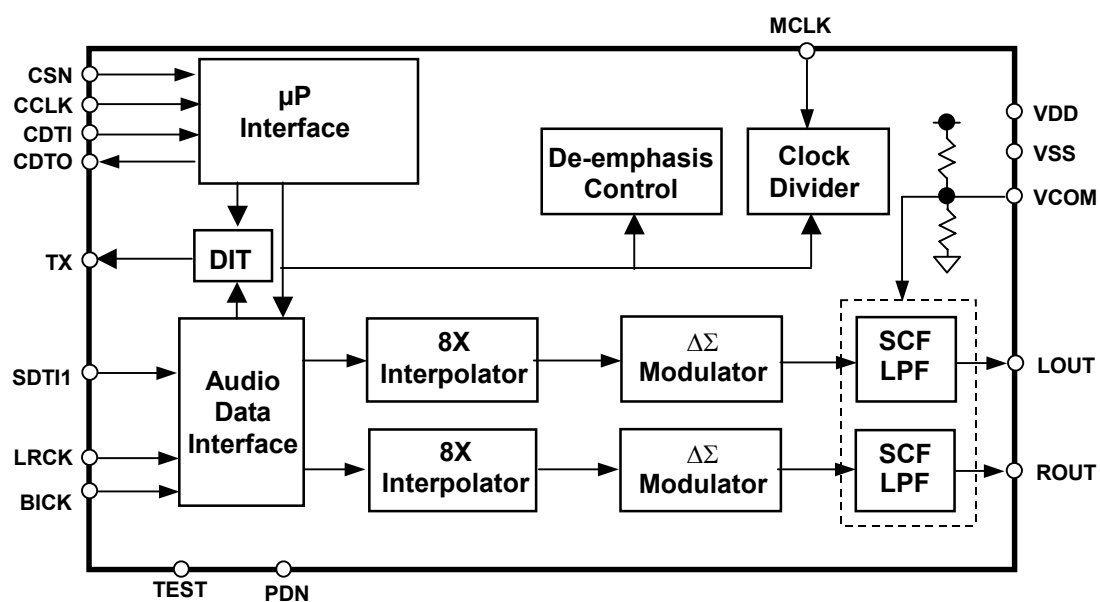 MCLK
CSN
CCLK
CDTI
CDTO
µP
Interface
De-emphasis
Control
Clock
Divider
VDD
VSS
VCOM
TX
DIT
SDTI1
LRCK
BICK
Audio
Data
Interface
8X
Interpolator
ΔΣ
Modulator
SCF
LPF
LOUT
8X
Interpolator
ΔΣ
Modulator
SCF
LPF
ROUT
TEST
PDN